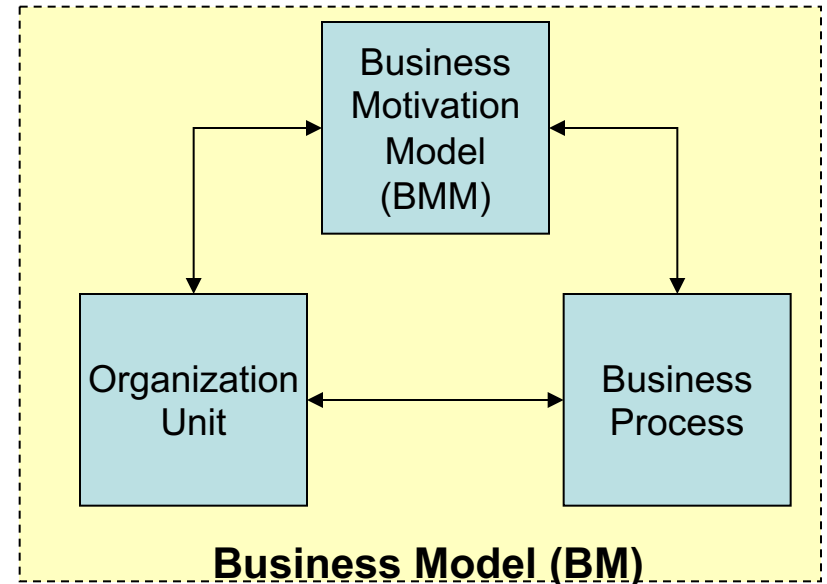 Business
Motivation
Model
(BMM)
Organization
Unit
Business
Process
Business Model (BM)